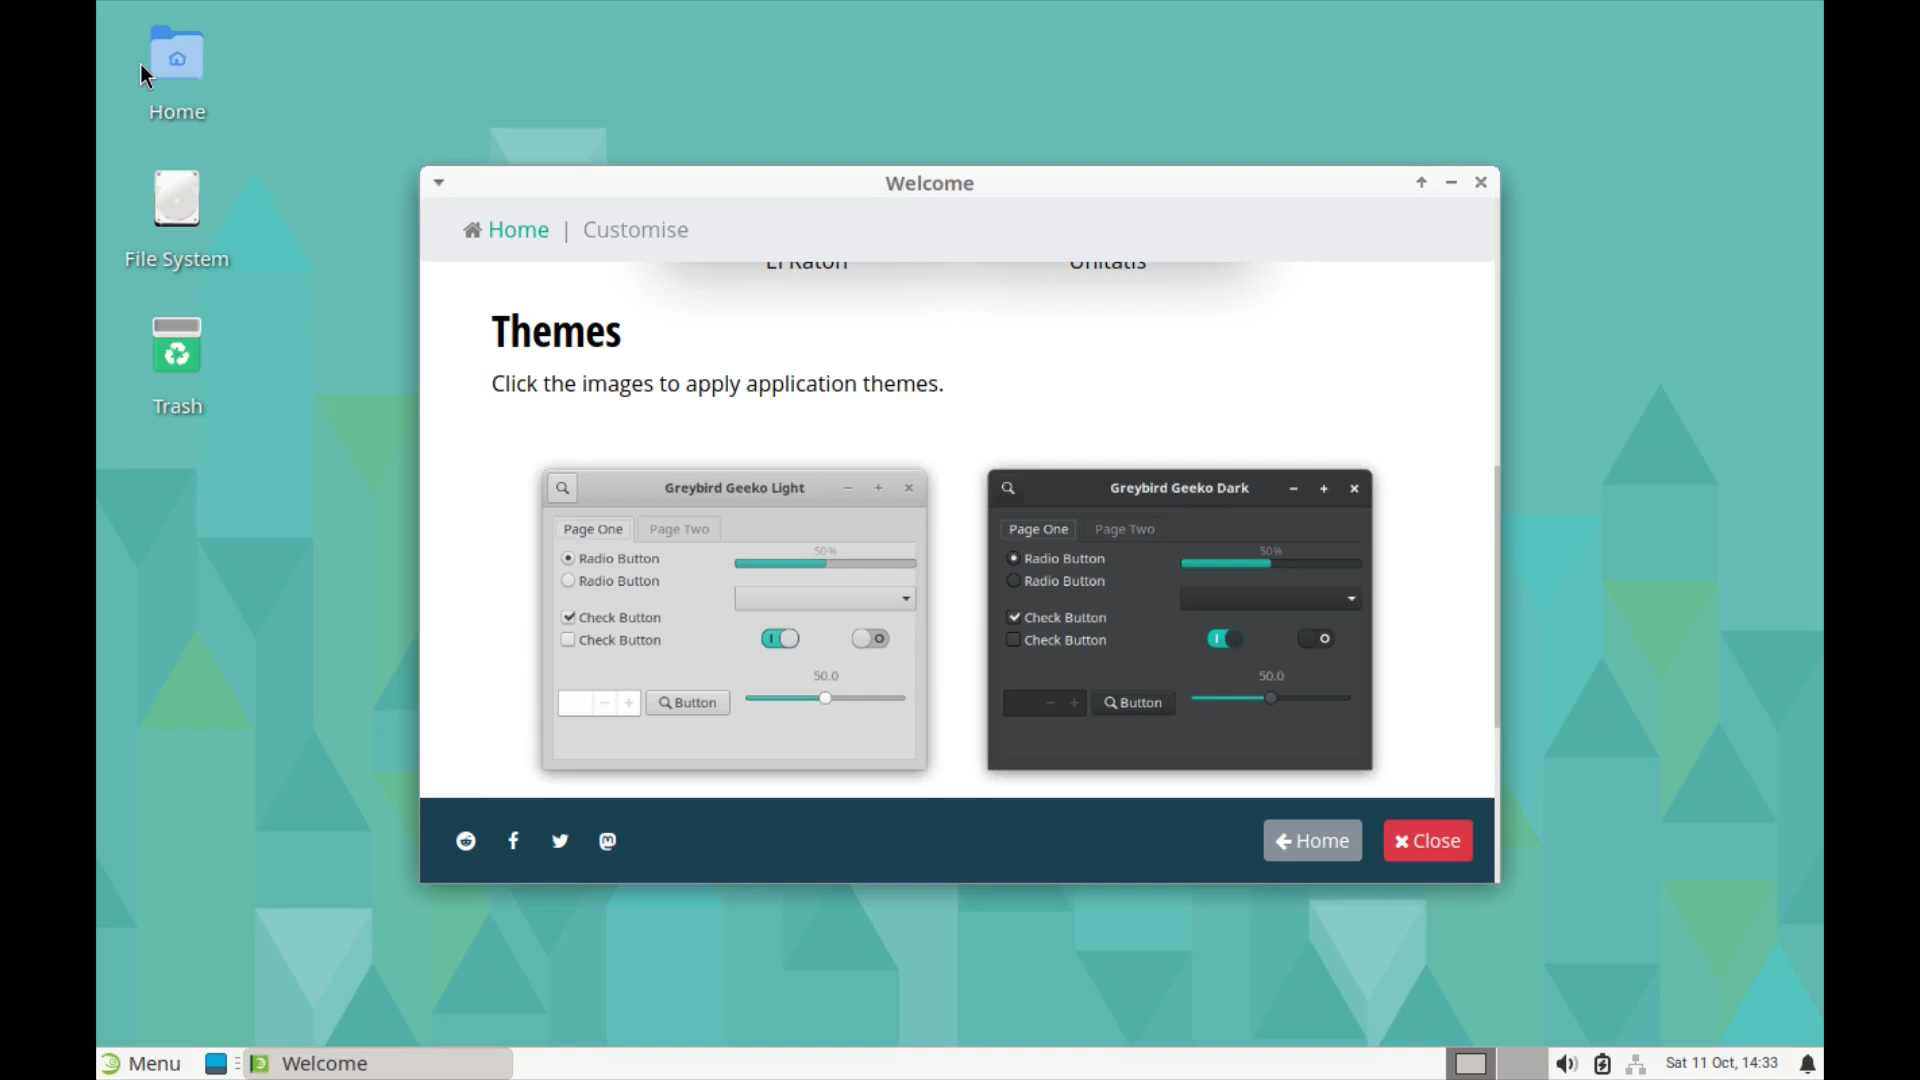 Home
File System
Trash
Welcome
Home | Customise
El Raton
Unitatis
Themes
Click the images to apply application themes.
Greybird Geeko Light
Page One
Page Two
Radio Button
Radio Button
50%
Check Button
Check Button
50.0
Button
Greybird Geeko Dark
Page One
Page Two
Radio Button
Radio Button
50%
Check Button
Check Button
50.0
Button
Home
Close
Menu
Welcome
Sat 11 Oct, 14:33